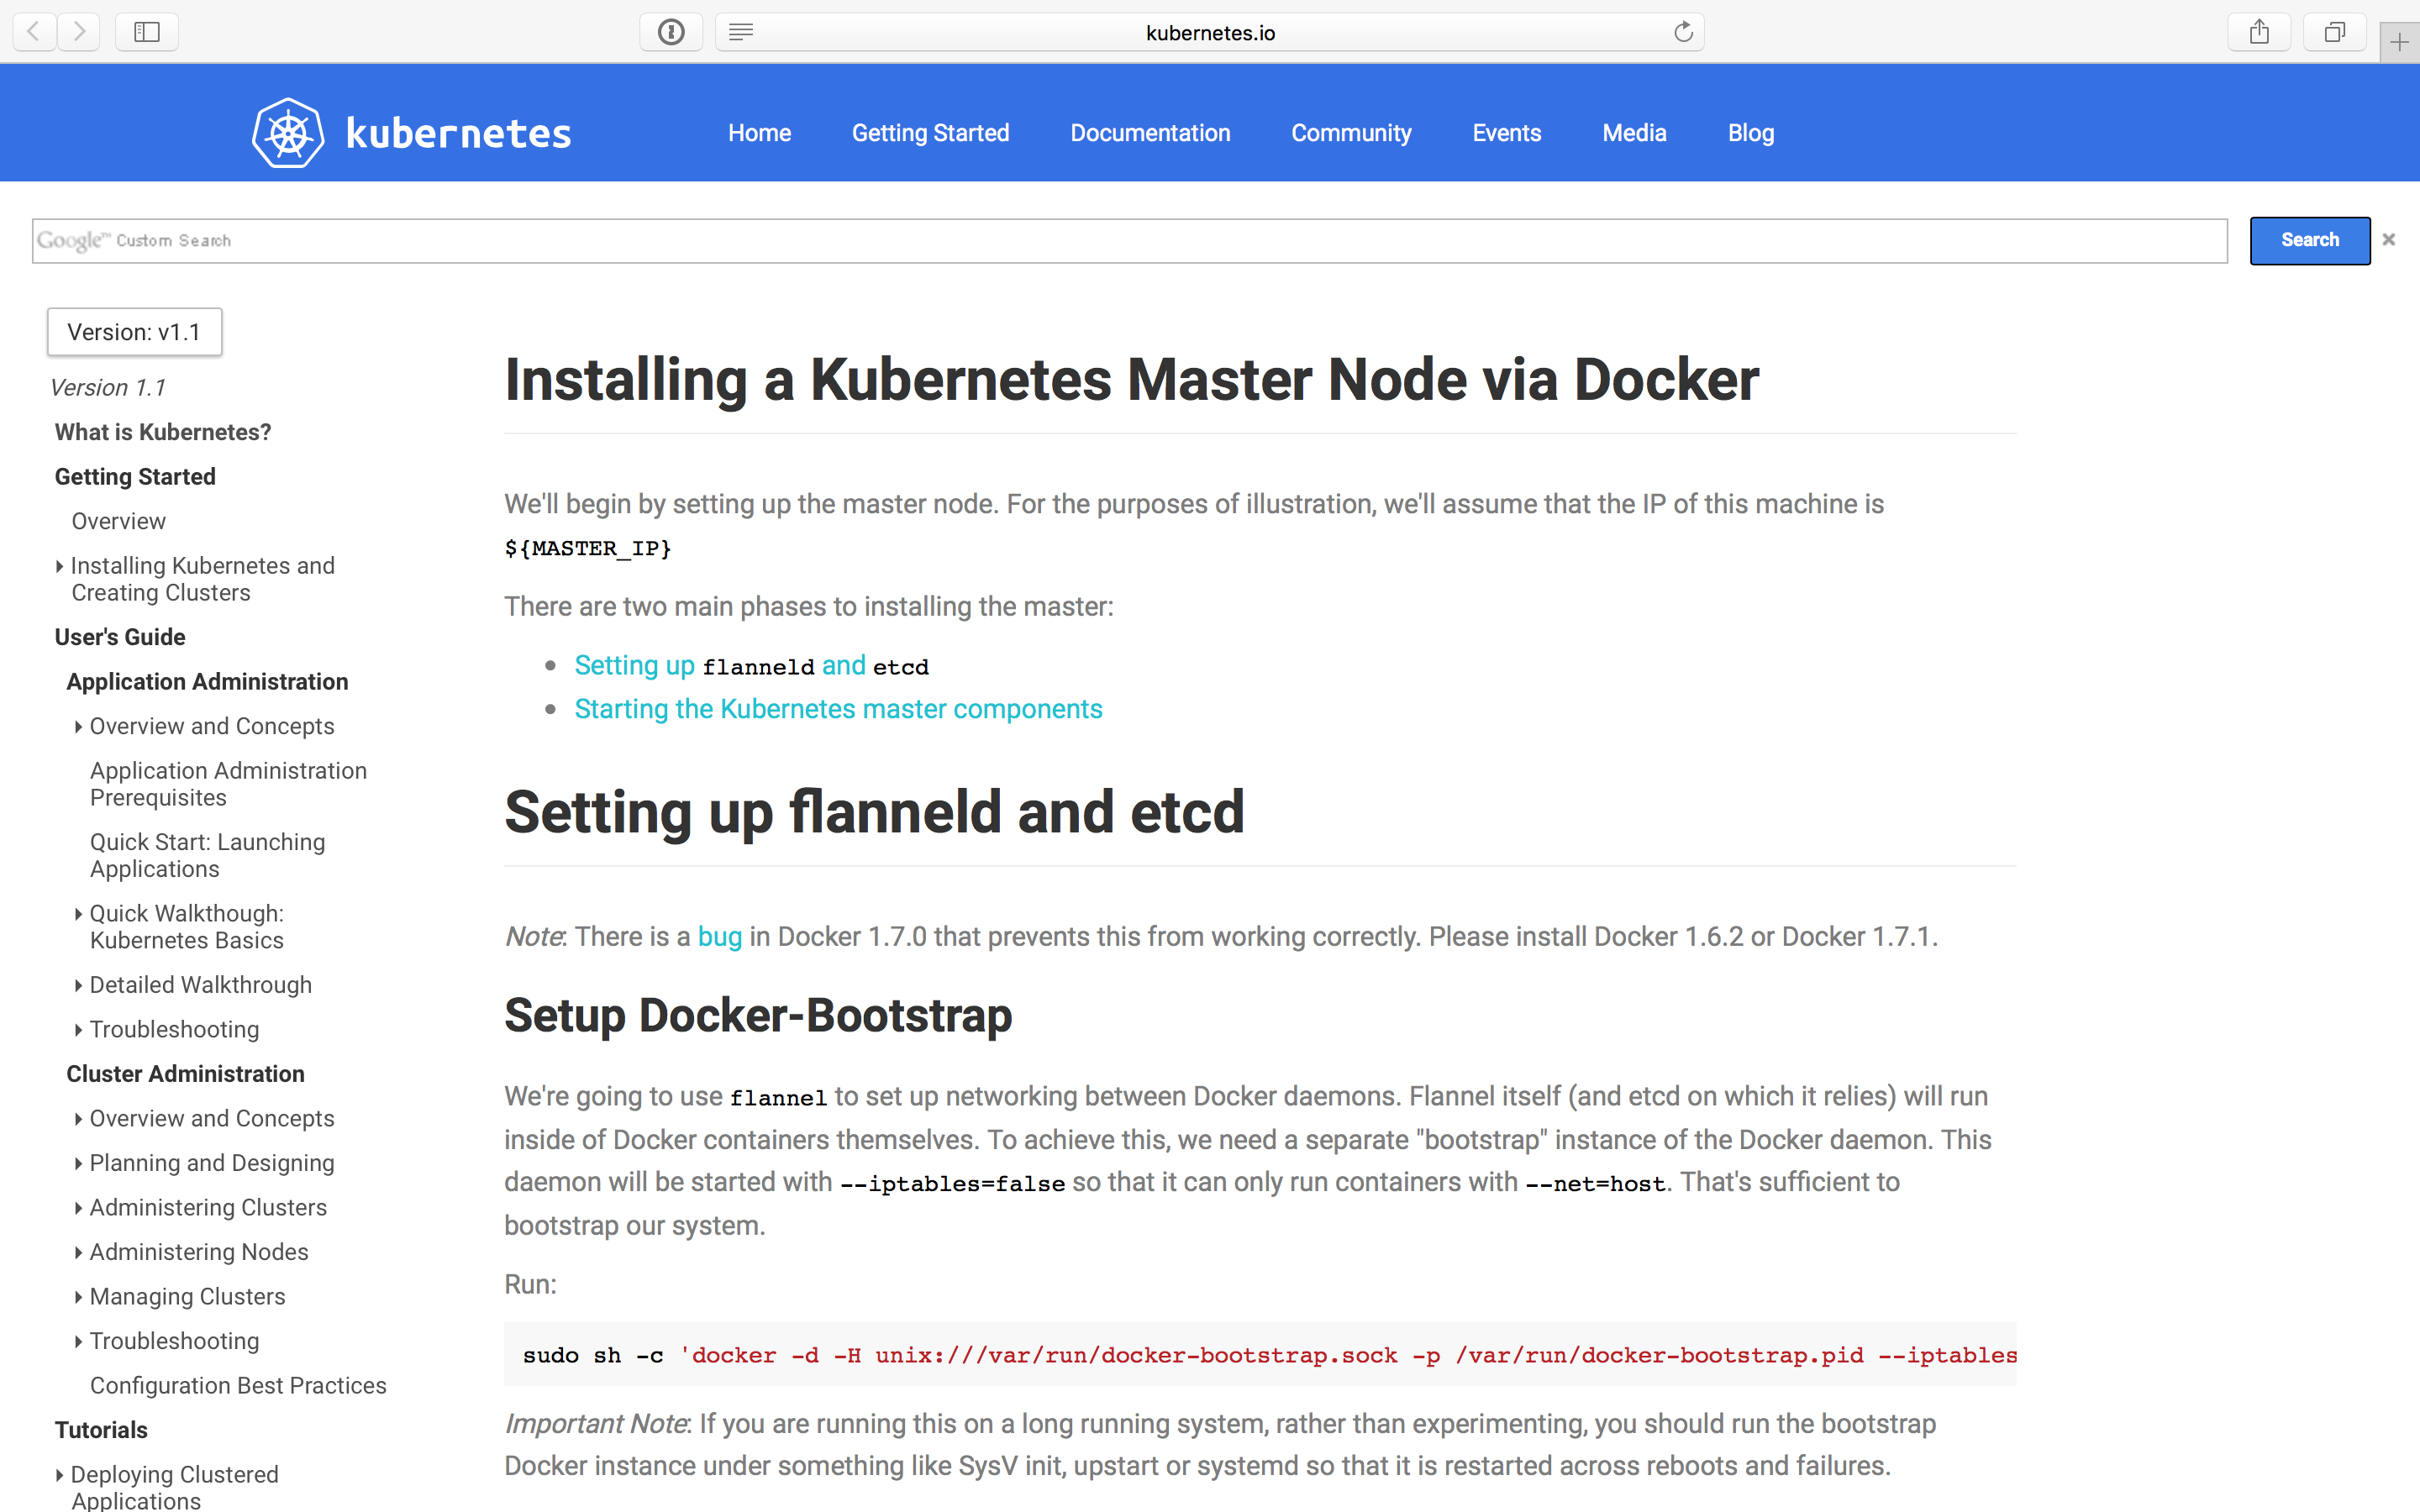 kubernetes.io
kubernetes
Home Getting Started Documentation Community Events Media Blog
Google™ Custom Search
Search
Version: v1.1
Version 1.1
What is Kubernetes?
Getting Started
Overview
Installing Kubernetes and
Creating Clusters
User's Guide
Application Administration
Overview and Concepts
Application Administration
Prerequisites
Quick Start: Launching
Applications
Quick Walkthough:
Kubernetes Basics
Detailed Walkthrough
Troubleshooting
Cluster Administration
Overview and Concepts
Planning and Designing
Administering Clusters
Administering Nodes
Managing Clusters
Troubleshooting
Configuration Best Practices
Tutorials
Deploying Clustered
Applications
Installing a Kubernetes Master Node via Docker
We'll begin by setting up the master node. For the purposes of illustration, we'll assume that the IP of this machine is
${MASTER_IP}
There are two main phases to installing the master:
Setting up flanneld and etcd
Starting the Kubernetes master components
Setting up flanneld and etcd
Note: There is a bug in Docker 1.7.0 that prevents this from working correctly. Please install Docker 1.6.2 or Docker 1.7.1.
Setup Docker-Bootstrap
We're going to use flannel to set up networking between Docker daemons. Flannel itself (and etcd on which it relies) will run
inside of Docker containers themselves. To achieve this, we need a separate "bootstrap" instance of the Docker daemon. This
daemon will be started with --iptables=false so that it can only run containers with --net=host. That's sufficient to
bootstrap our system.
Run:
sudo sh -c 'docker -d -H unix:///var/run/docker-bootstrap.sock -p /var/run/docker-bootstrap.pid --iptables
Important Note: If you are running this on a long running system, rather than experimenting, you should run the bootstrap
Docker instance under something like SysV init, upstart or systemd so that it is restarted across reboots and failures.